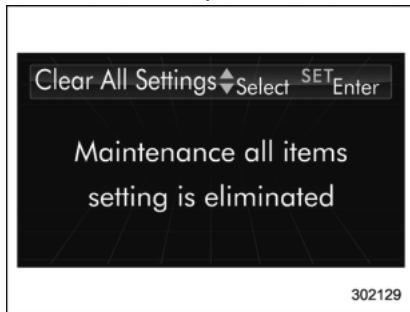 Clear All Settings Select SET Enter
Maintenance all items
setting is eliminated
302129